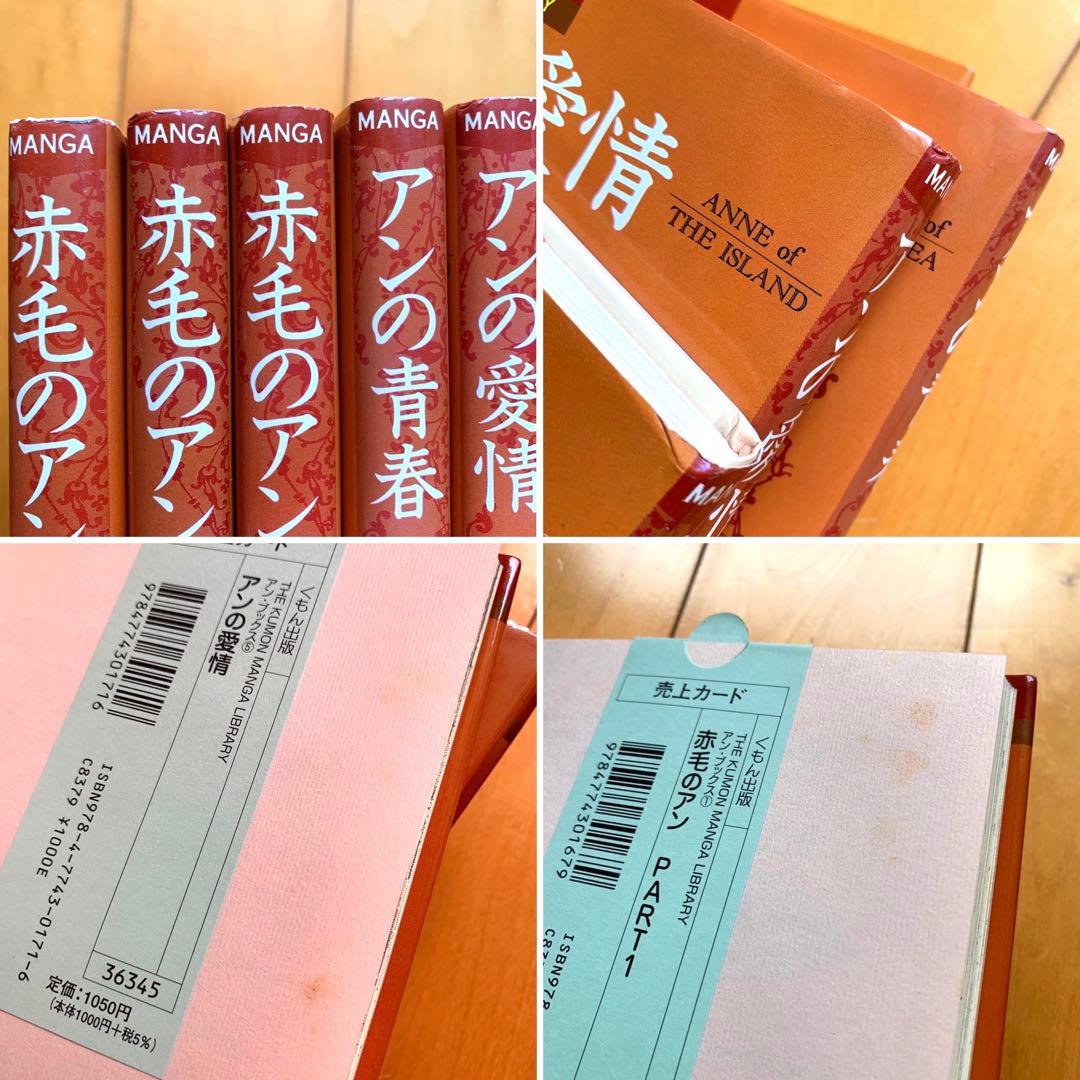 MANGA
赤毛のアン
MANGA
赤毛のアン
MANGA
赤毛のアン
MANGA
アンの青春
MANGA
アンの愛情
愛情
ANNE of
THE ISLAND
of
EA
くもん出版
THE KUMON MANGA LIBRARY
アン・ブックス⑤
アンの愛情
9784774301716
ISBN978-4-7743-0171-6
C8379 ¥1000E
36345
定価:1050円
(本体1000円+税5%)
売上カード
くもん出版
THE KUMON MANGA LIBRARY
アン・ブックス①
赤毛のアン PART1
9784774301679
ISBN978